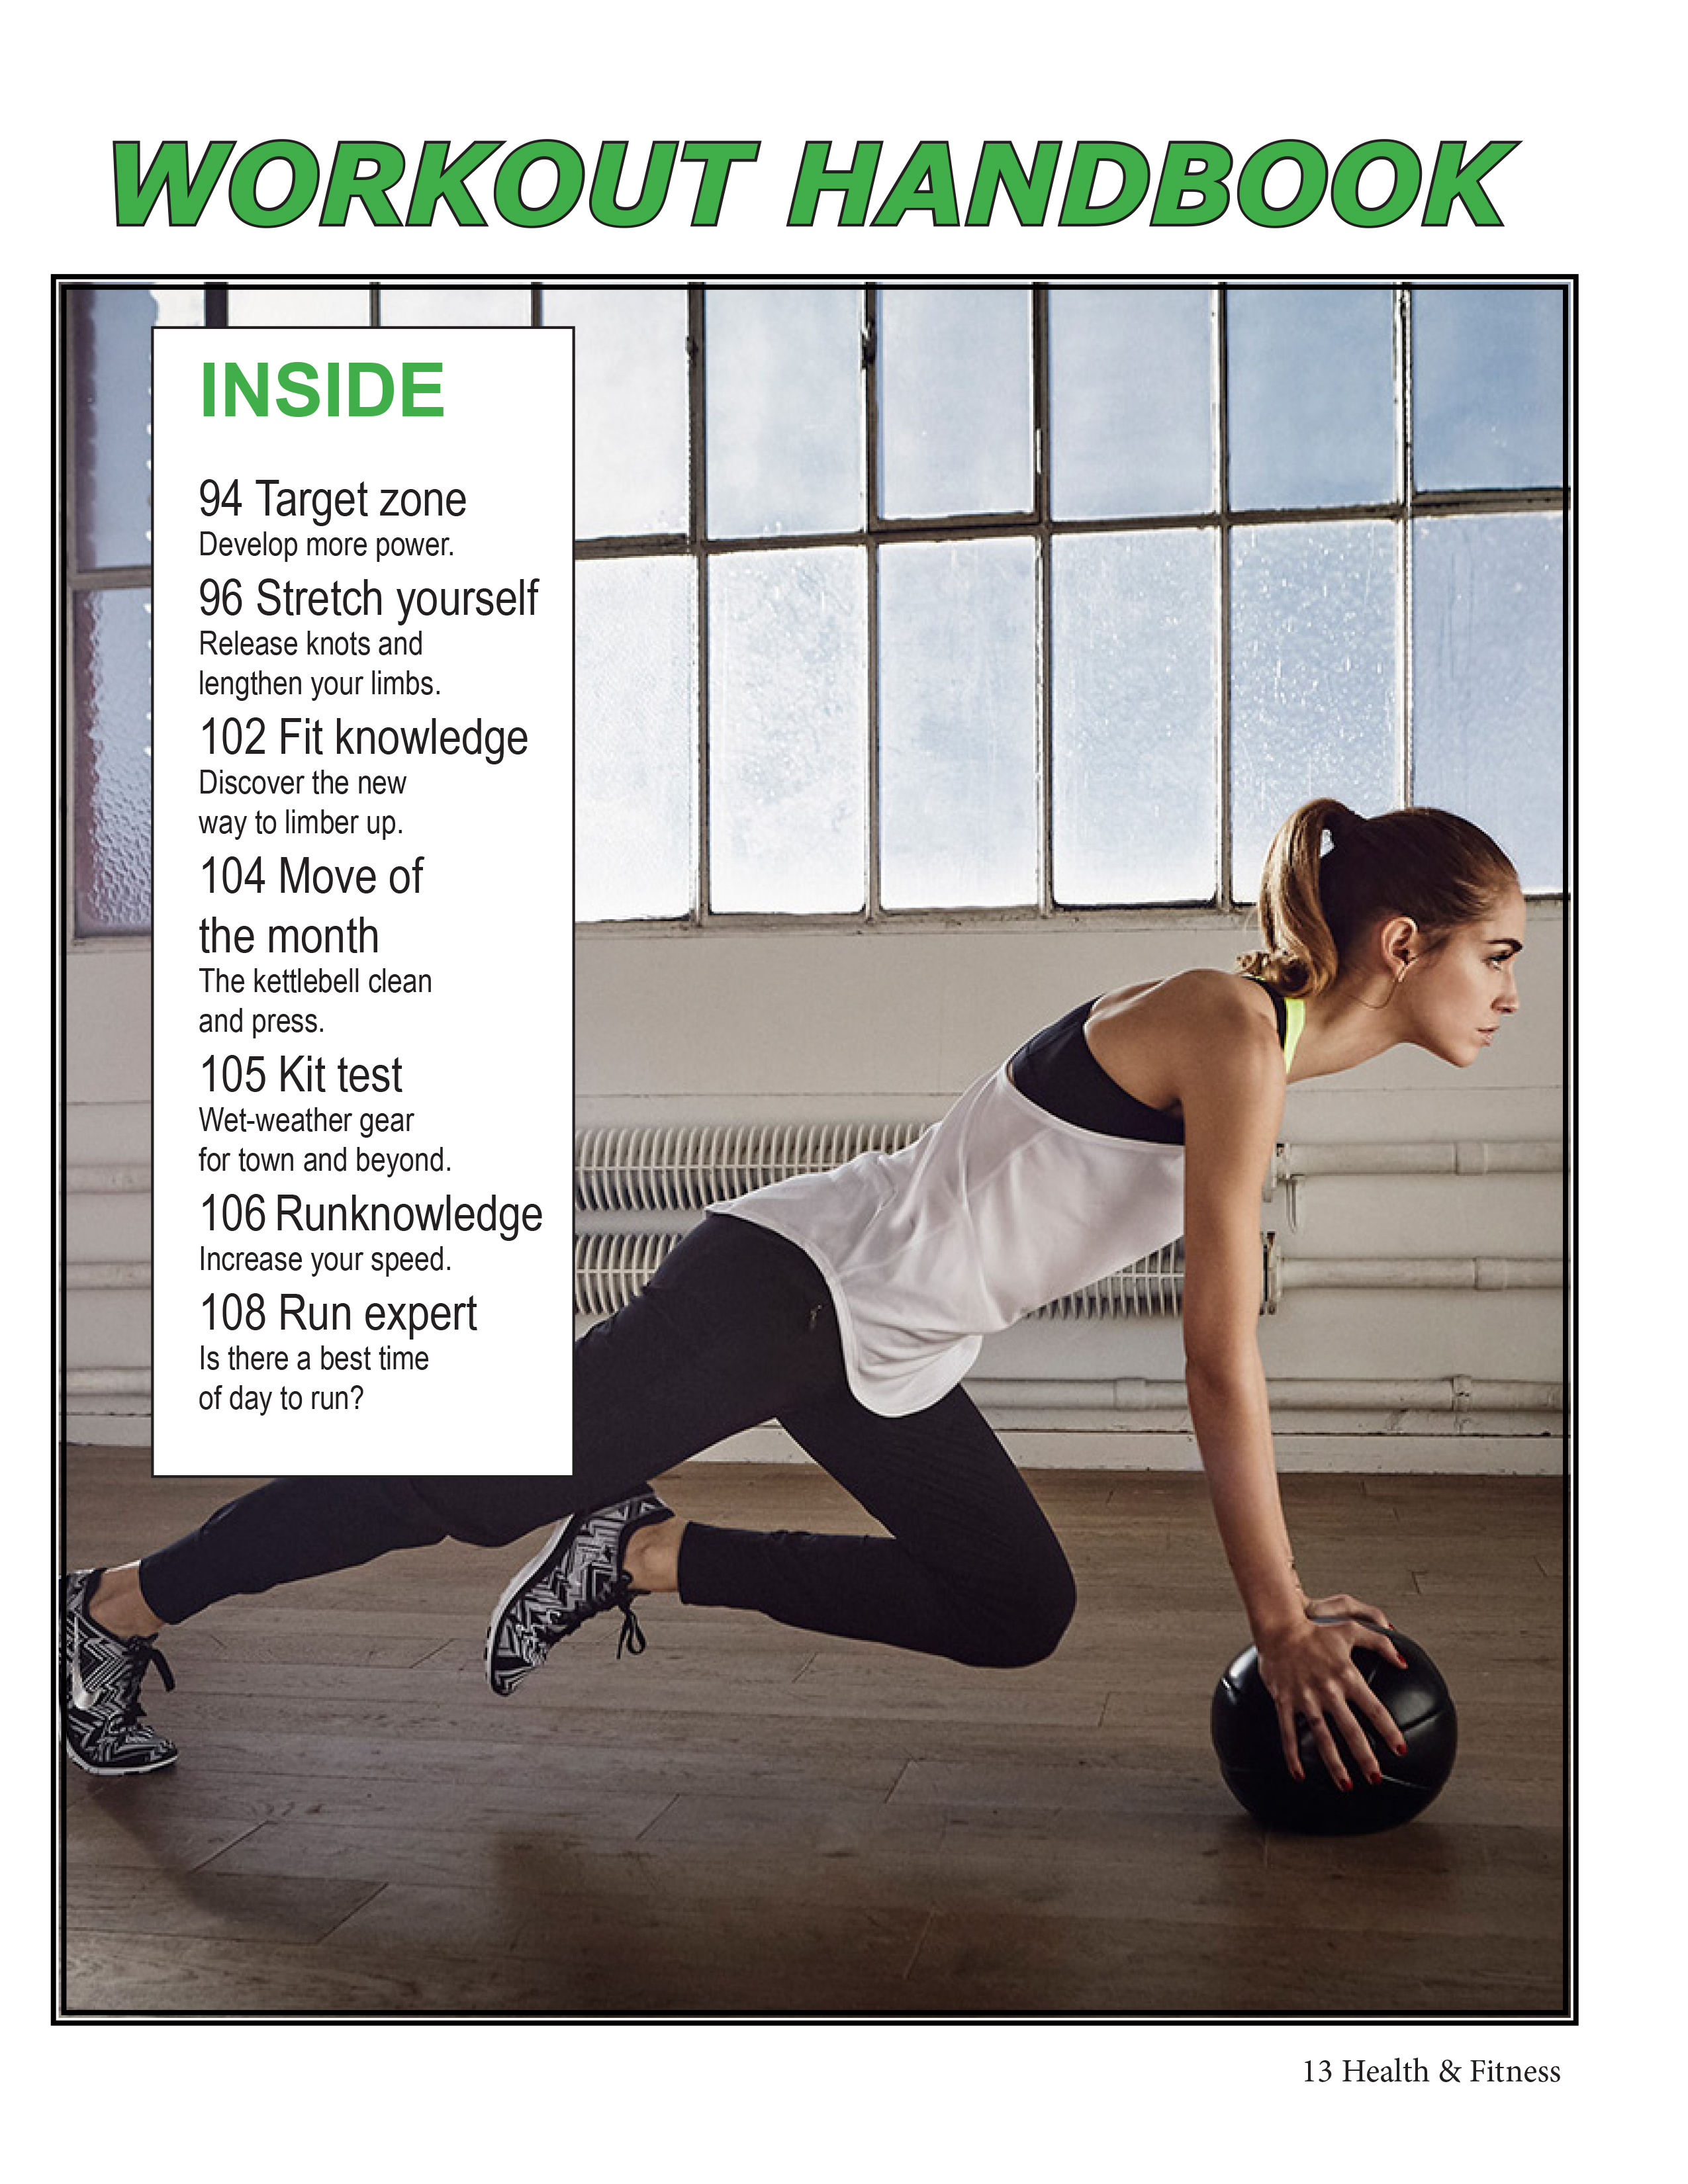 WORKOUT HANDBOOK
INSIDE
94 Target zone
Develop more power.
96 Stretch yourself
Release knots and
lengthen your limbs.
102 Fit knowledge
Discover the new
way to limber up.
104 Move of
the month
The kettlebell clean
and press.
105 Kit test
Wet-weather gear
for town and beyond.
106 Runknowledge
Increase your speed.
108 Run expert
Is there a best time
of day to run?
13 Health & Fitness